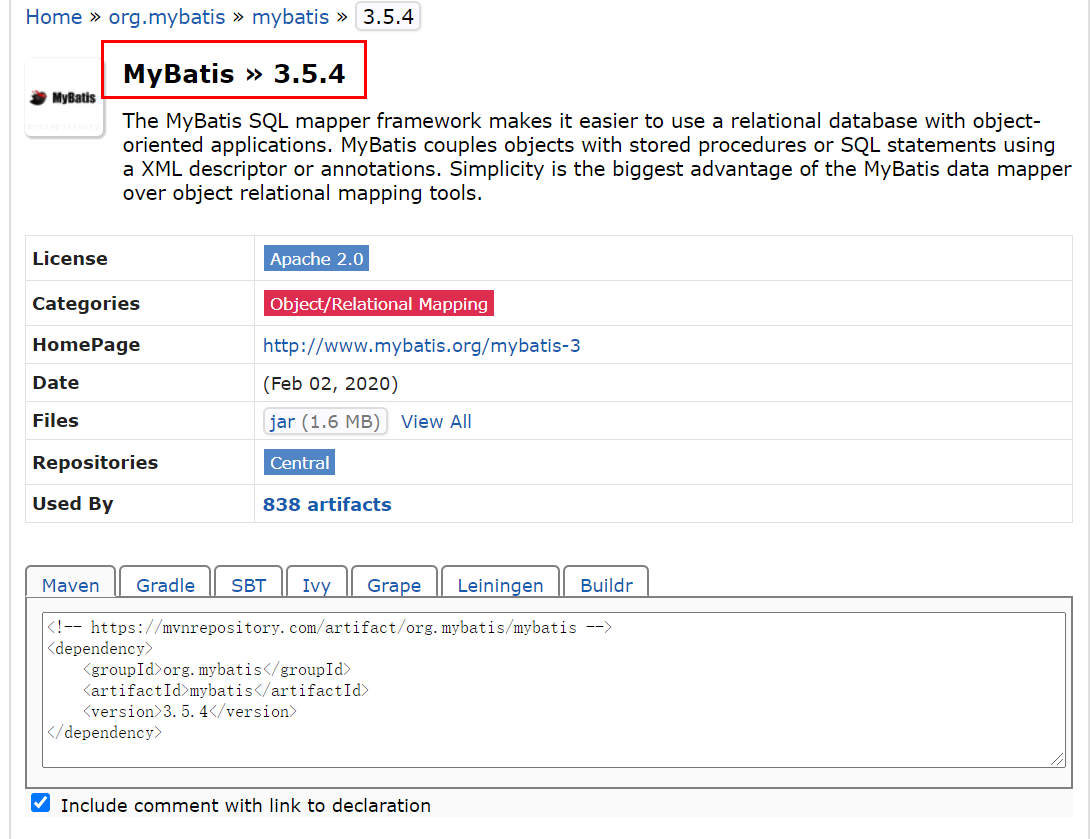 Home » org.mybatis » mybatis » 3.5.4
MyBatis » 3.5.4
MyBatis
The MyBatis SQL mapper framework makes it easier to use a relational database with object-
oriented applications. MyBatis couples objects with stored procedures or SQL statements using
a XML descriptor or annotations. Simplicity is the biggest advantage of the MyBatis data mapper
over object relational mapping tools.
License Apache 2.0
Categories Object/Relational Mapping
HomePage http://www.mybatis.org/mybatis-3
Date (Feb 02, 2020)
Files jar (1.6 MB) View All
Repositories Central
Used By 838 artifacts
Maven Gradle SBT Ivy Grape Leiningen Buildr
<!-- https://mvnrepository.com/artifact/org.mybatis/mybatis -->
<dependency>
    <groupId>org.mybatis</groupId>
    <artifactId>mybatis</artifactId>
    <version>3.5.4</version>
</dependency>
Include comment with link to declaration